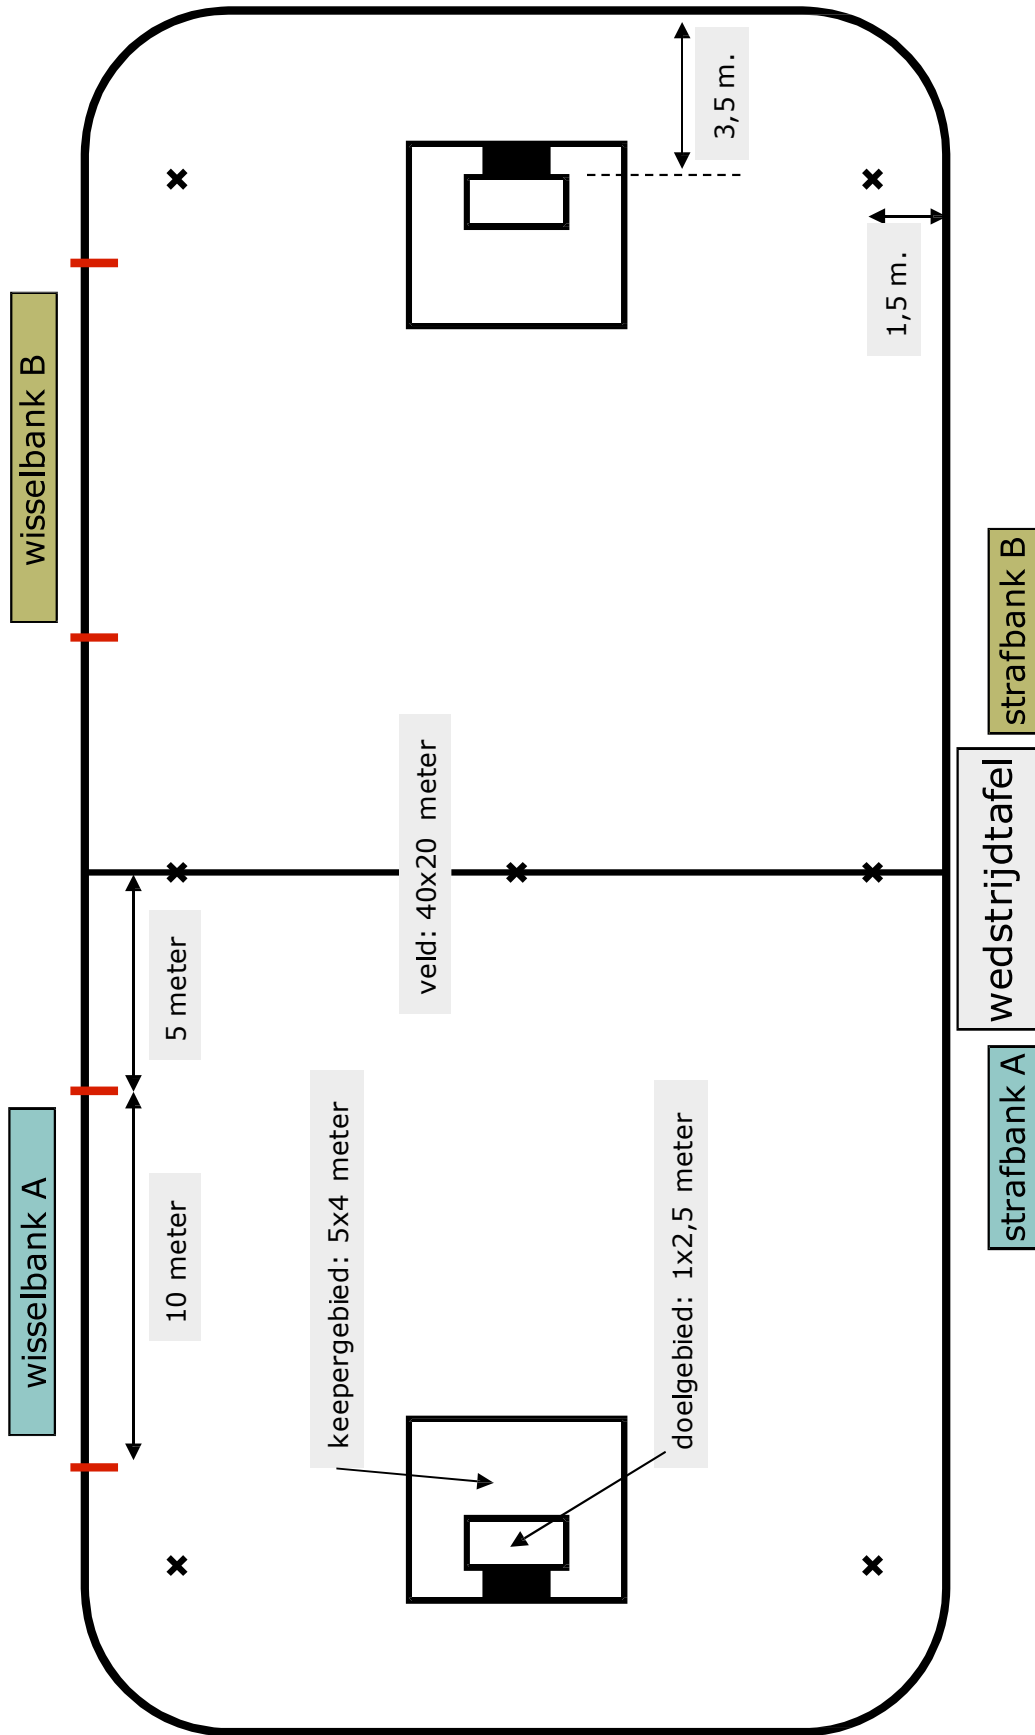 wisselbank A
wisselbank B
5 meter
10 meter
keepergebied: 5x4 meter
veld: 40x20 meter
doelgebied: 1x2,5 meter
3,5 m.
1,5 m.
strafbank A
wedstrijdtafel
strafbank B